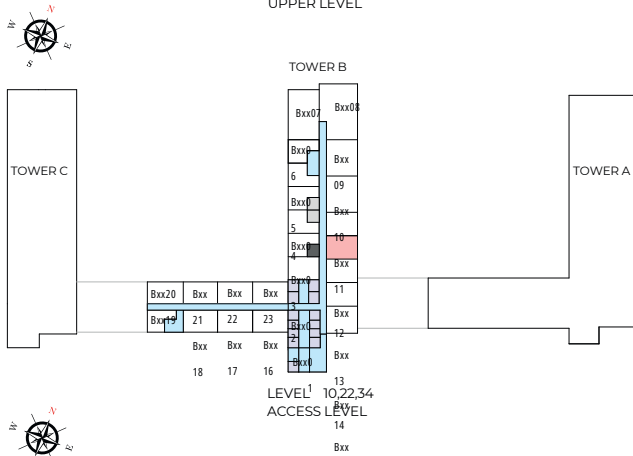 UPPER LEVEL
N
W
E
S
TOWER B
Bxx07
Bxx08
Bxx0
6
Bxx
09
TOWER C
TOWER A
Bxx0
5
Bxx
10
Bxx0
4
Bxx
11
Bxx0
3
Bxx20
Bxx
Bxx
Bxx
Bxx19
21
22
23
Bxx0
2
Bxx
12
Bxx
Bxx
Bxx
18
17
16
Bxx0
1
Bxx
13
LEVEL 10,22,34
ACCESS LEVEL
Bxx
14
Bxx
N
W
E